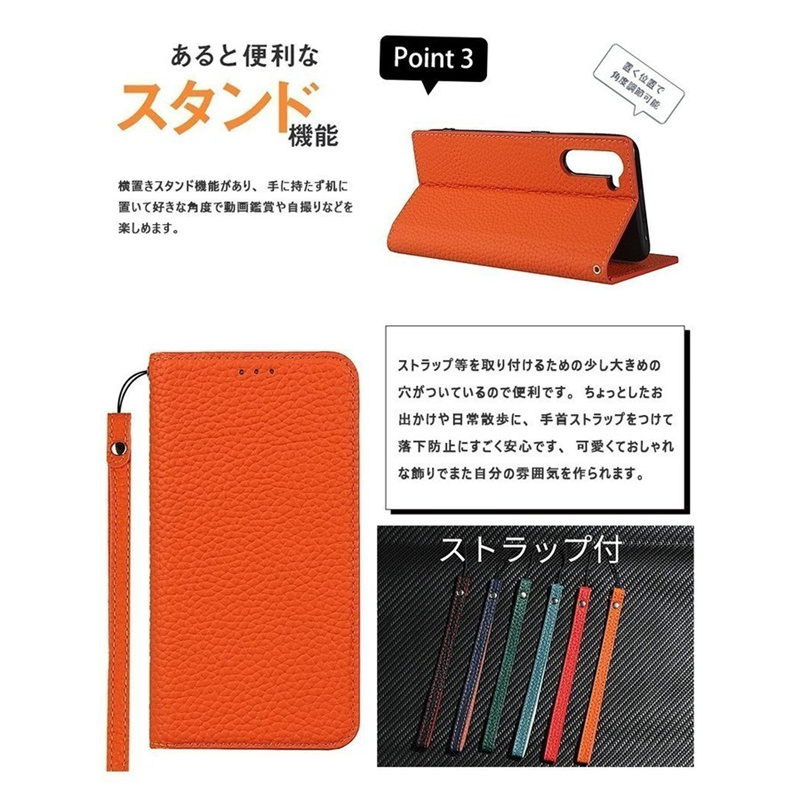 あると便利な
スタンド機能
横置きスタンド機能があり、手に持たず机に
置いて好きな角度で動画鑑賞や自撮りなどを
楽しめます。
Point 3
置く位置で
角度調節可能
ストラップ等を取り付けるための少し大きめの
穴がついているので便利です。ちょっとしたお
出かけや日常散歩に、手首ストラップをつけて
落下防止にすごく安心です、可愛くておしゃれ
な飾りでまた自分の雰囲気を作られます。
ストラップ付